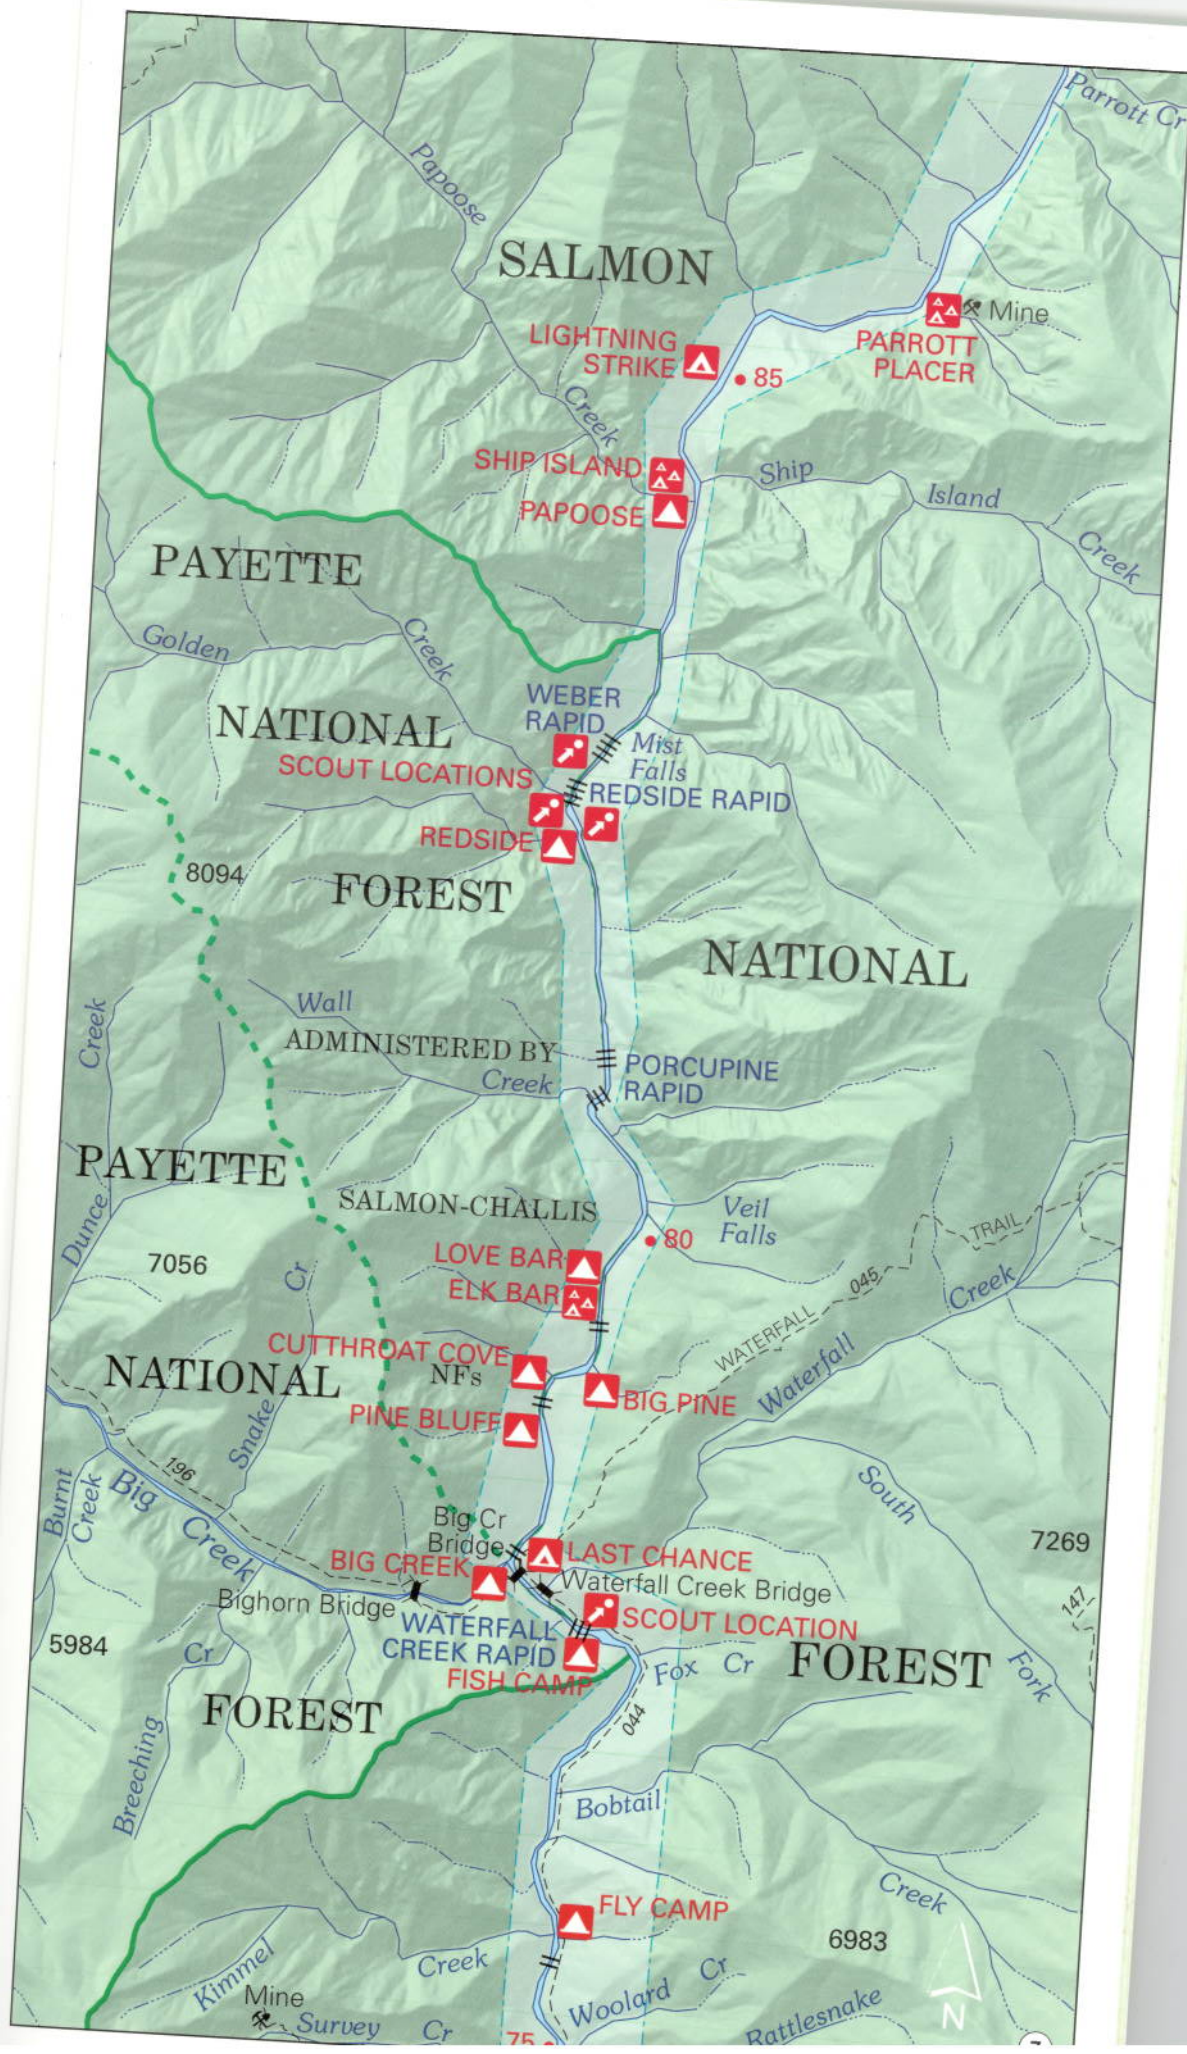 Parrott Cr
Papoose
SALMON
Mine
LIGHTNING
STRIKE
PARROTT
PLACER
85
Creek
SHIP ISLAND
Ship
Island
PAPOOSE
Creek
PAYETTE
Golden
Creek
WEBER
RAPID
NATIONAL
Mist
Falls
SCOUT LOCATIONS
REDSIDE RAPID
REDSIDE
8094
FOREST
NATIONAL
Wall
Creek
ADMINISTERED BY
Creek
PORCUPINE
RAPID
PAYETTE
SALMON-CHALLIS
Veil
Falls
Dunce
80
TRAIL
LOVE BAR
7056
Cr
ELK BAR
045
Creek
WATERFALL
CUTTHROAT COVE
NFs
NATIONAL
Waterfall
BIG PINE
PINE BLUFF
Snake
196
Big
Creek
Burnt
Creek
South
Big Cr
Bridge
7269
BIG CREEK
LAST CHANCE
Waterfall Creek Bridge
Bighorn Bridge
147
WATERFALL
CREEK RAPID
SCOUT LOCATION
5984
Cr
Fox Cr
FOREST
Fork
FISH CAMP
FOREST
044
Breeching
Bobtail
Creek
FLY CAMP
6983
Kimmel
Creek
Cr
Mine
Woolard
Survey Cr
Rattlesnake
N
75
7